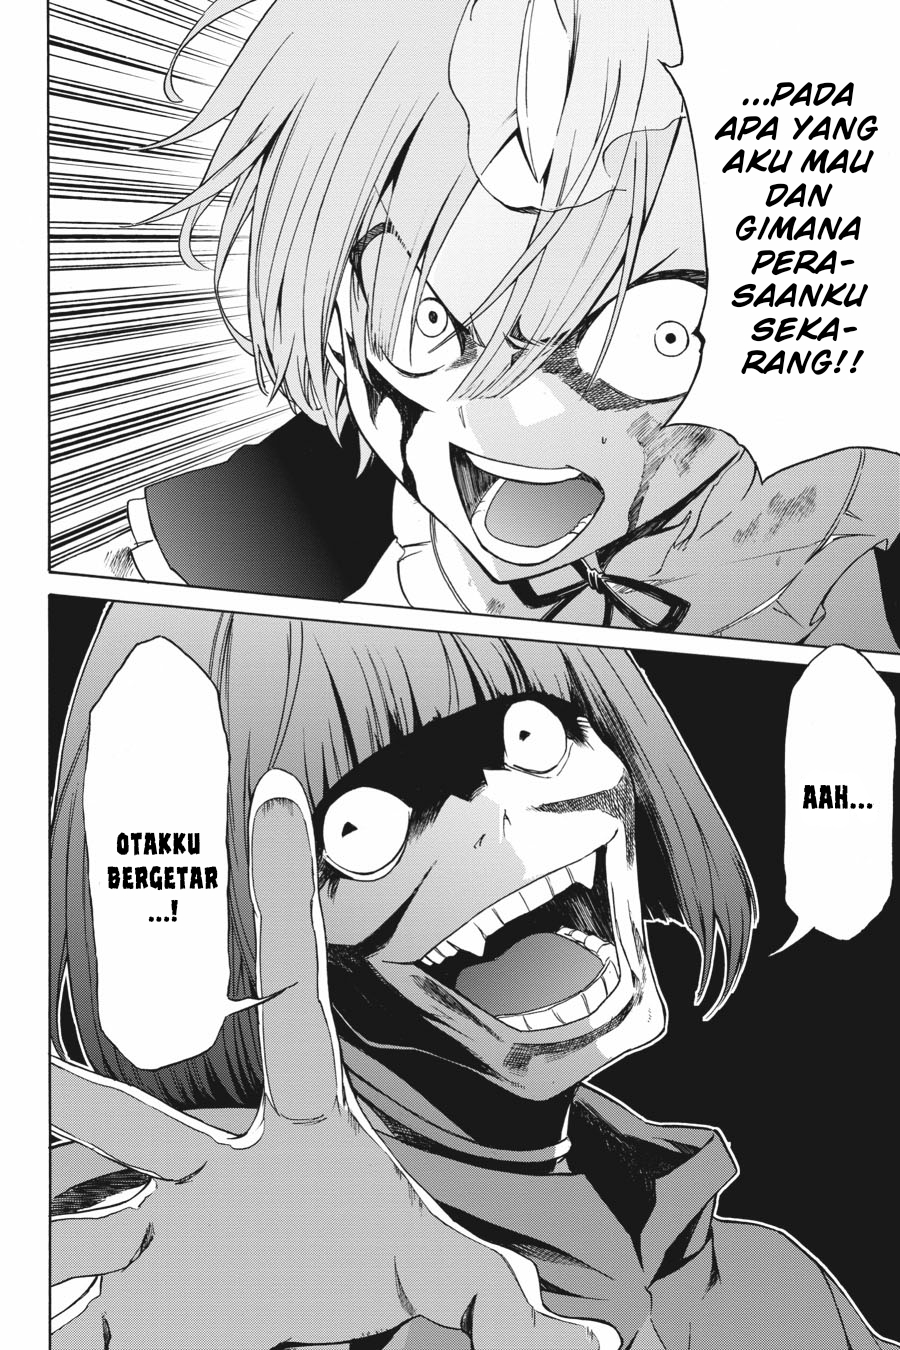 ...PADA
APA YANG
AKU MAU
DAN
GIMANA
PERA-
SAANKU
SEKA-
RANG!!
AAH...
OTAKKU
BERGETAR
...!